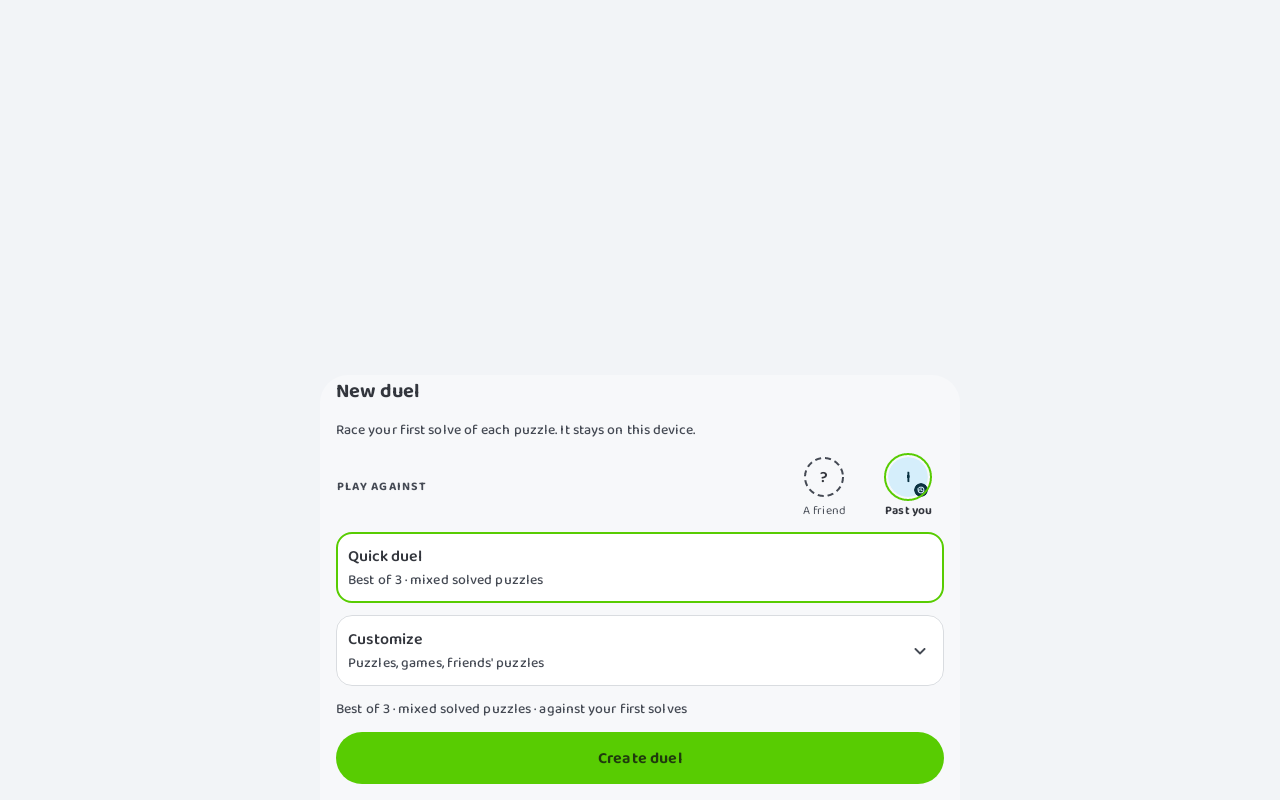 New duel
Race your first solve of each puzzle. It stays on this device.
PLAY AGAINST
?
A friend
I
Past you
Quick duel
Best of 3 · mixed solved puzzles
Customize
Puzzles, games, friends' puzzles
Best of 3 · mixed solved puzzles · against your first solves
Create duel